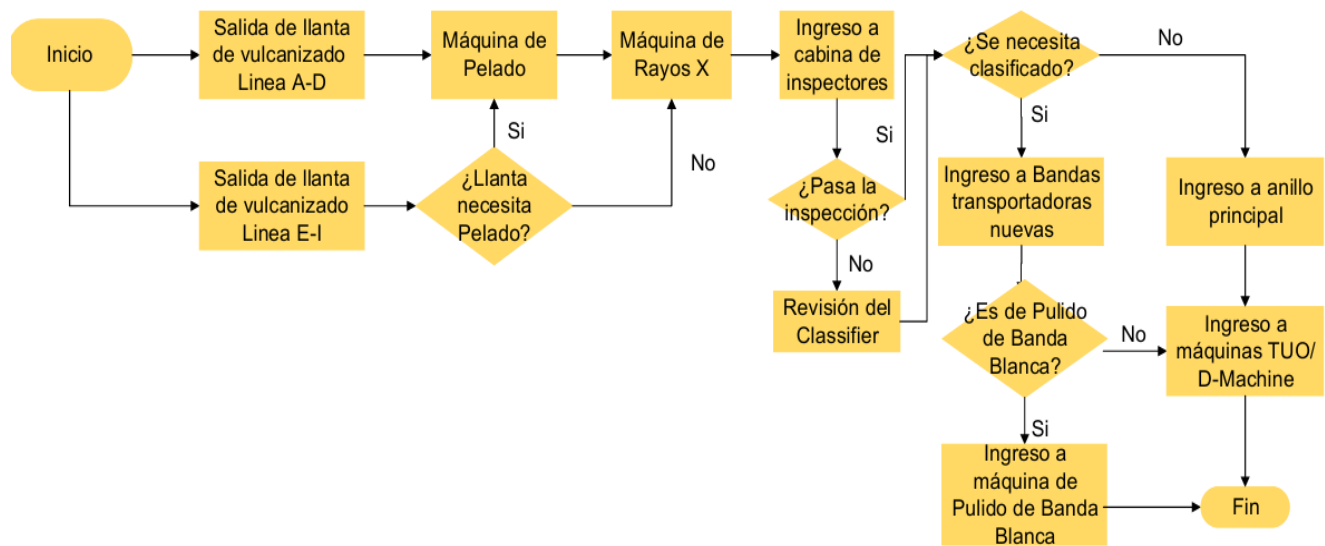 Inicio
Salida de llanta
de vulcanizado
Linea A-D
Máquina de
Pelado
Máquina de
Rayos X
Ingreso a
cabina de
inspectores
¿Se necesita
clasificado?
No
Si
Si
No
Si
Salida de llanta
de vulcanizado
Linea E-I
¿Llanta
necesita
Pelado?
¿Pasa la
inspección?
Ingreso a Bandas
transportadoras
nuevas
Ingreso a anillo
principal
No
Revisión del
Classifier
¿Es de Pulido
de Banda
Blanca?
No
Ingreso a
máquinas TUO/
D-Machine
Si
Ingreso a
máquina de
Pulido de Banda
Blanca
Fin